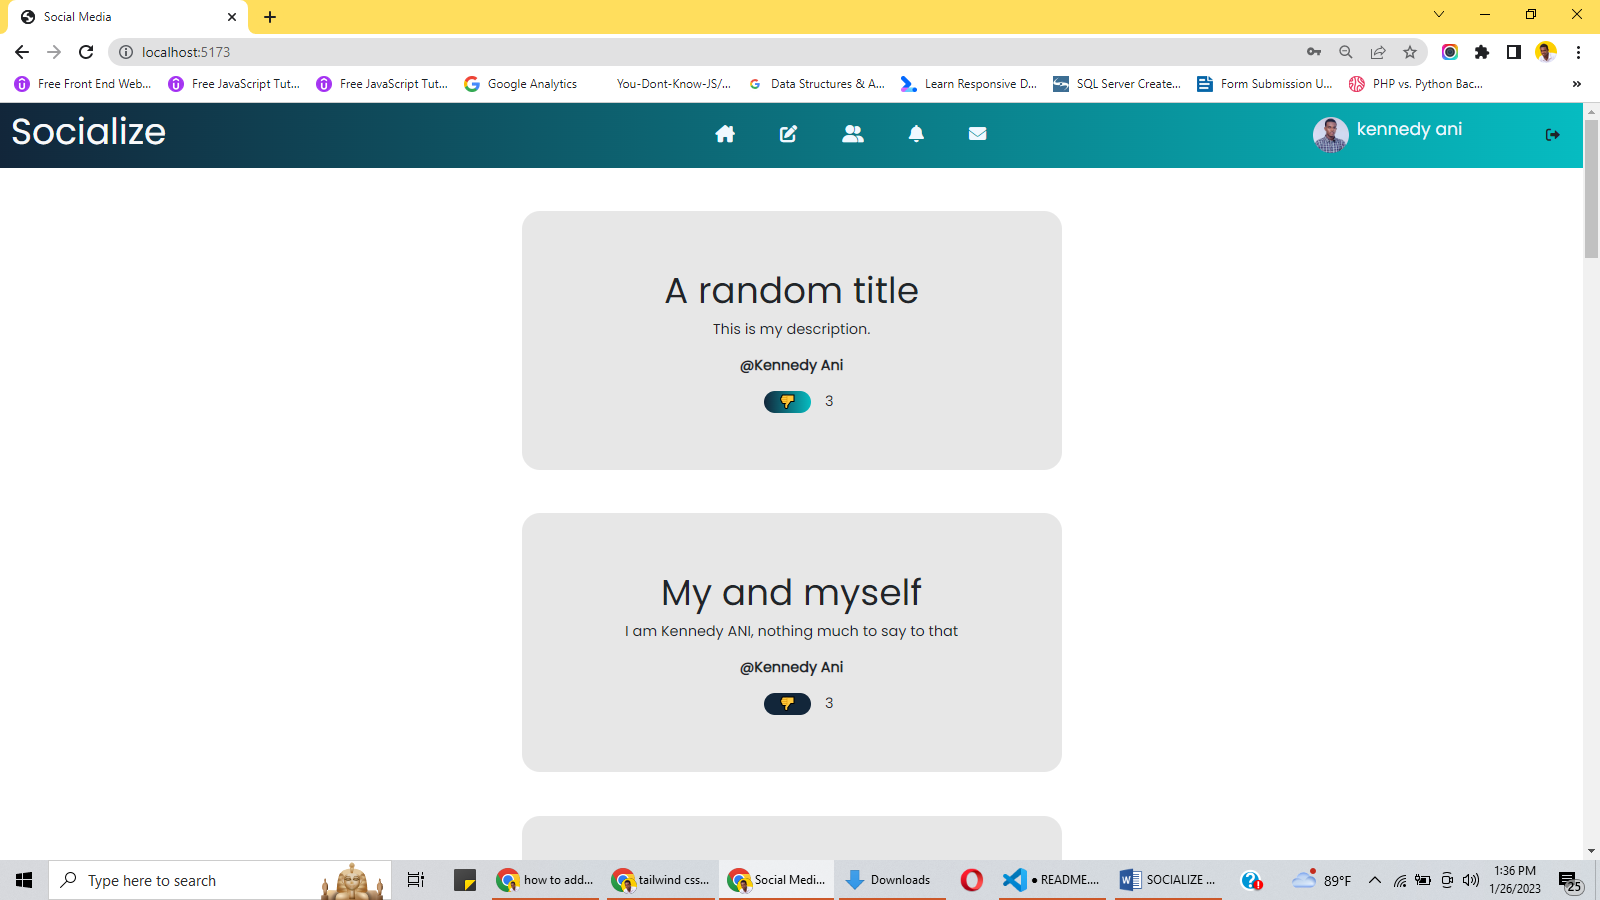 Social Media
localhost:5173
Free Front End Web...
Free JavaScript Tut...
Free JavaScript Tut...
Google Analytics
You-Dont-Know-JS/...
Data Structures & A...
Learn Responsive D...
SQL Server Create...
Form Submission U...
PHP vs. Python Bac...
Socialize
kennedy ani
A random title
This is my description.
@Kennedy Ani
3
My and myself
I am Kennedy ANI, nothing much to say to that
@Kennedy Ani
3
Type here to search
how to add...
tailwind css...
Social Medi...
Downloads
• README....
SOCIALIZE ...
89°F
1:36 PM
1/26/2023
25